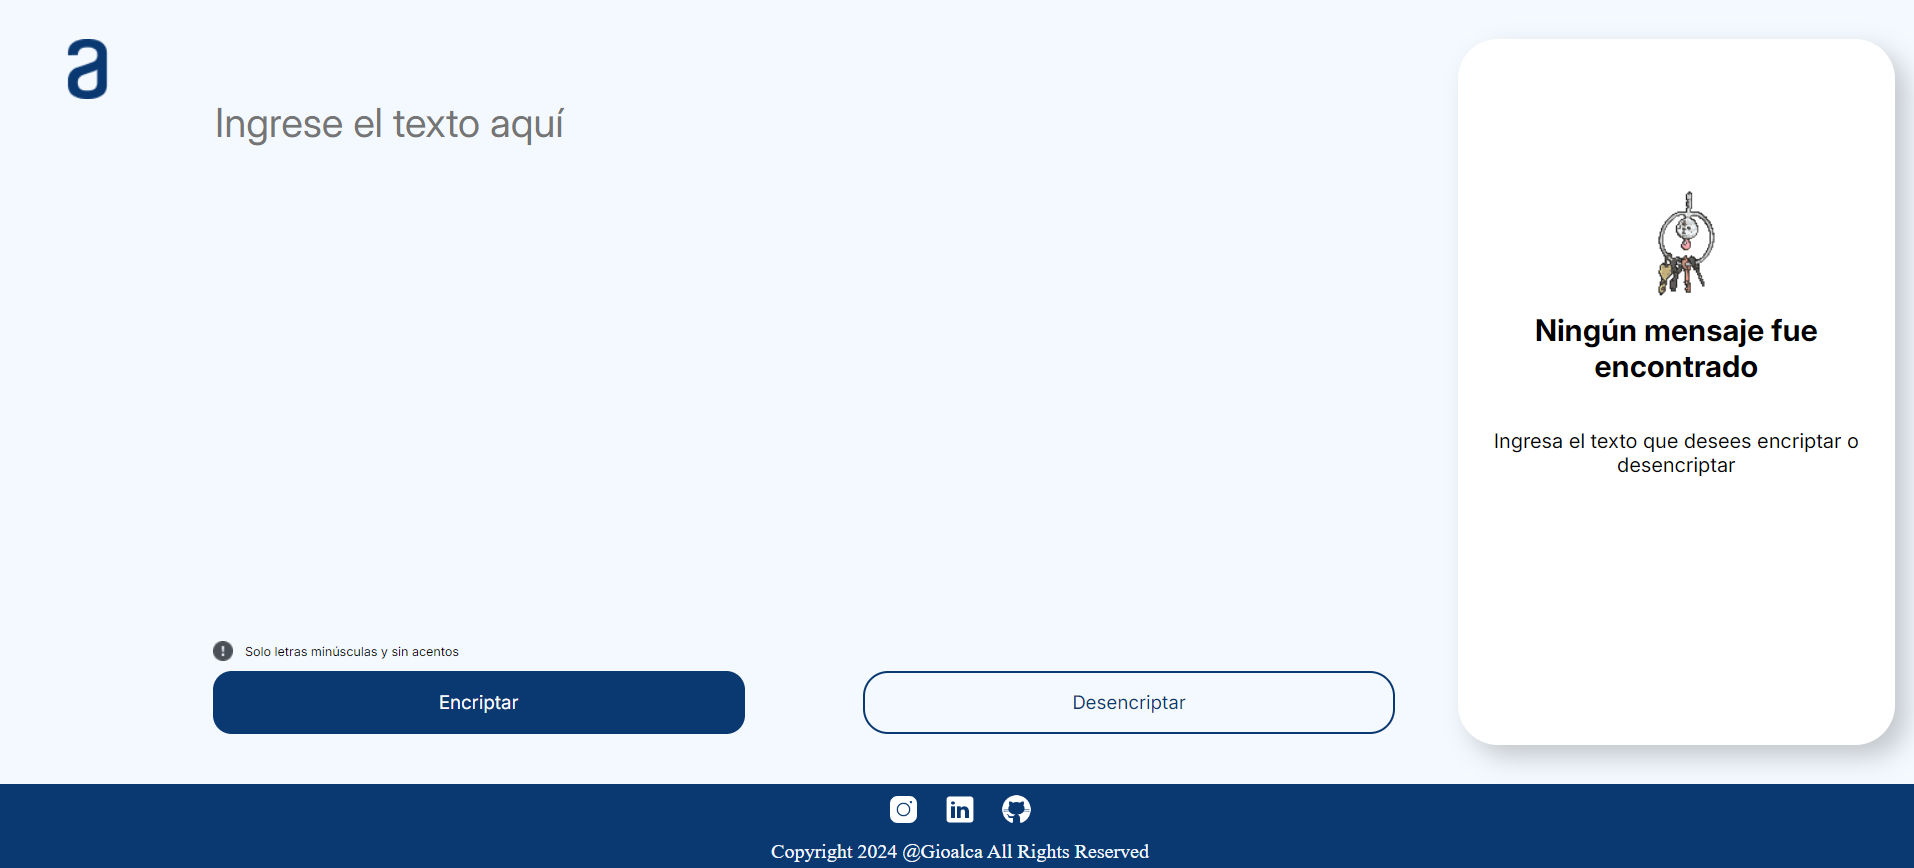 a
Ingrese el texto aquí
Ningún mensaje fue
encontrado
Ingresa el texto que desees encriptar o
desencriptar
Solo letras minúsculas y sin acentos
Encriptar
Desencriptar
in
Copyright 2024 @Gioalca All Rights Reserved